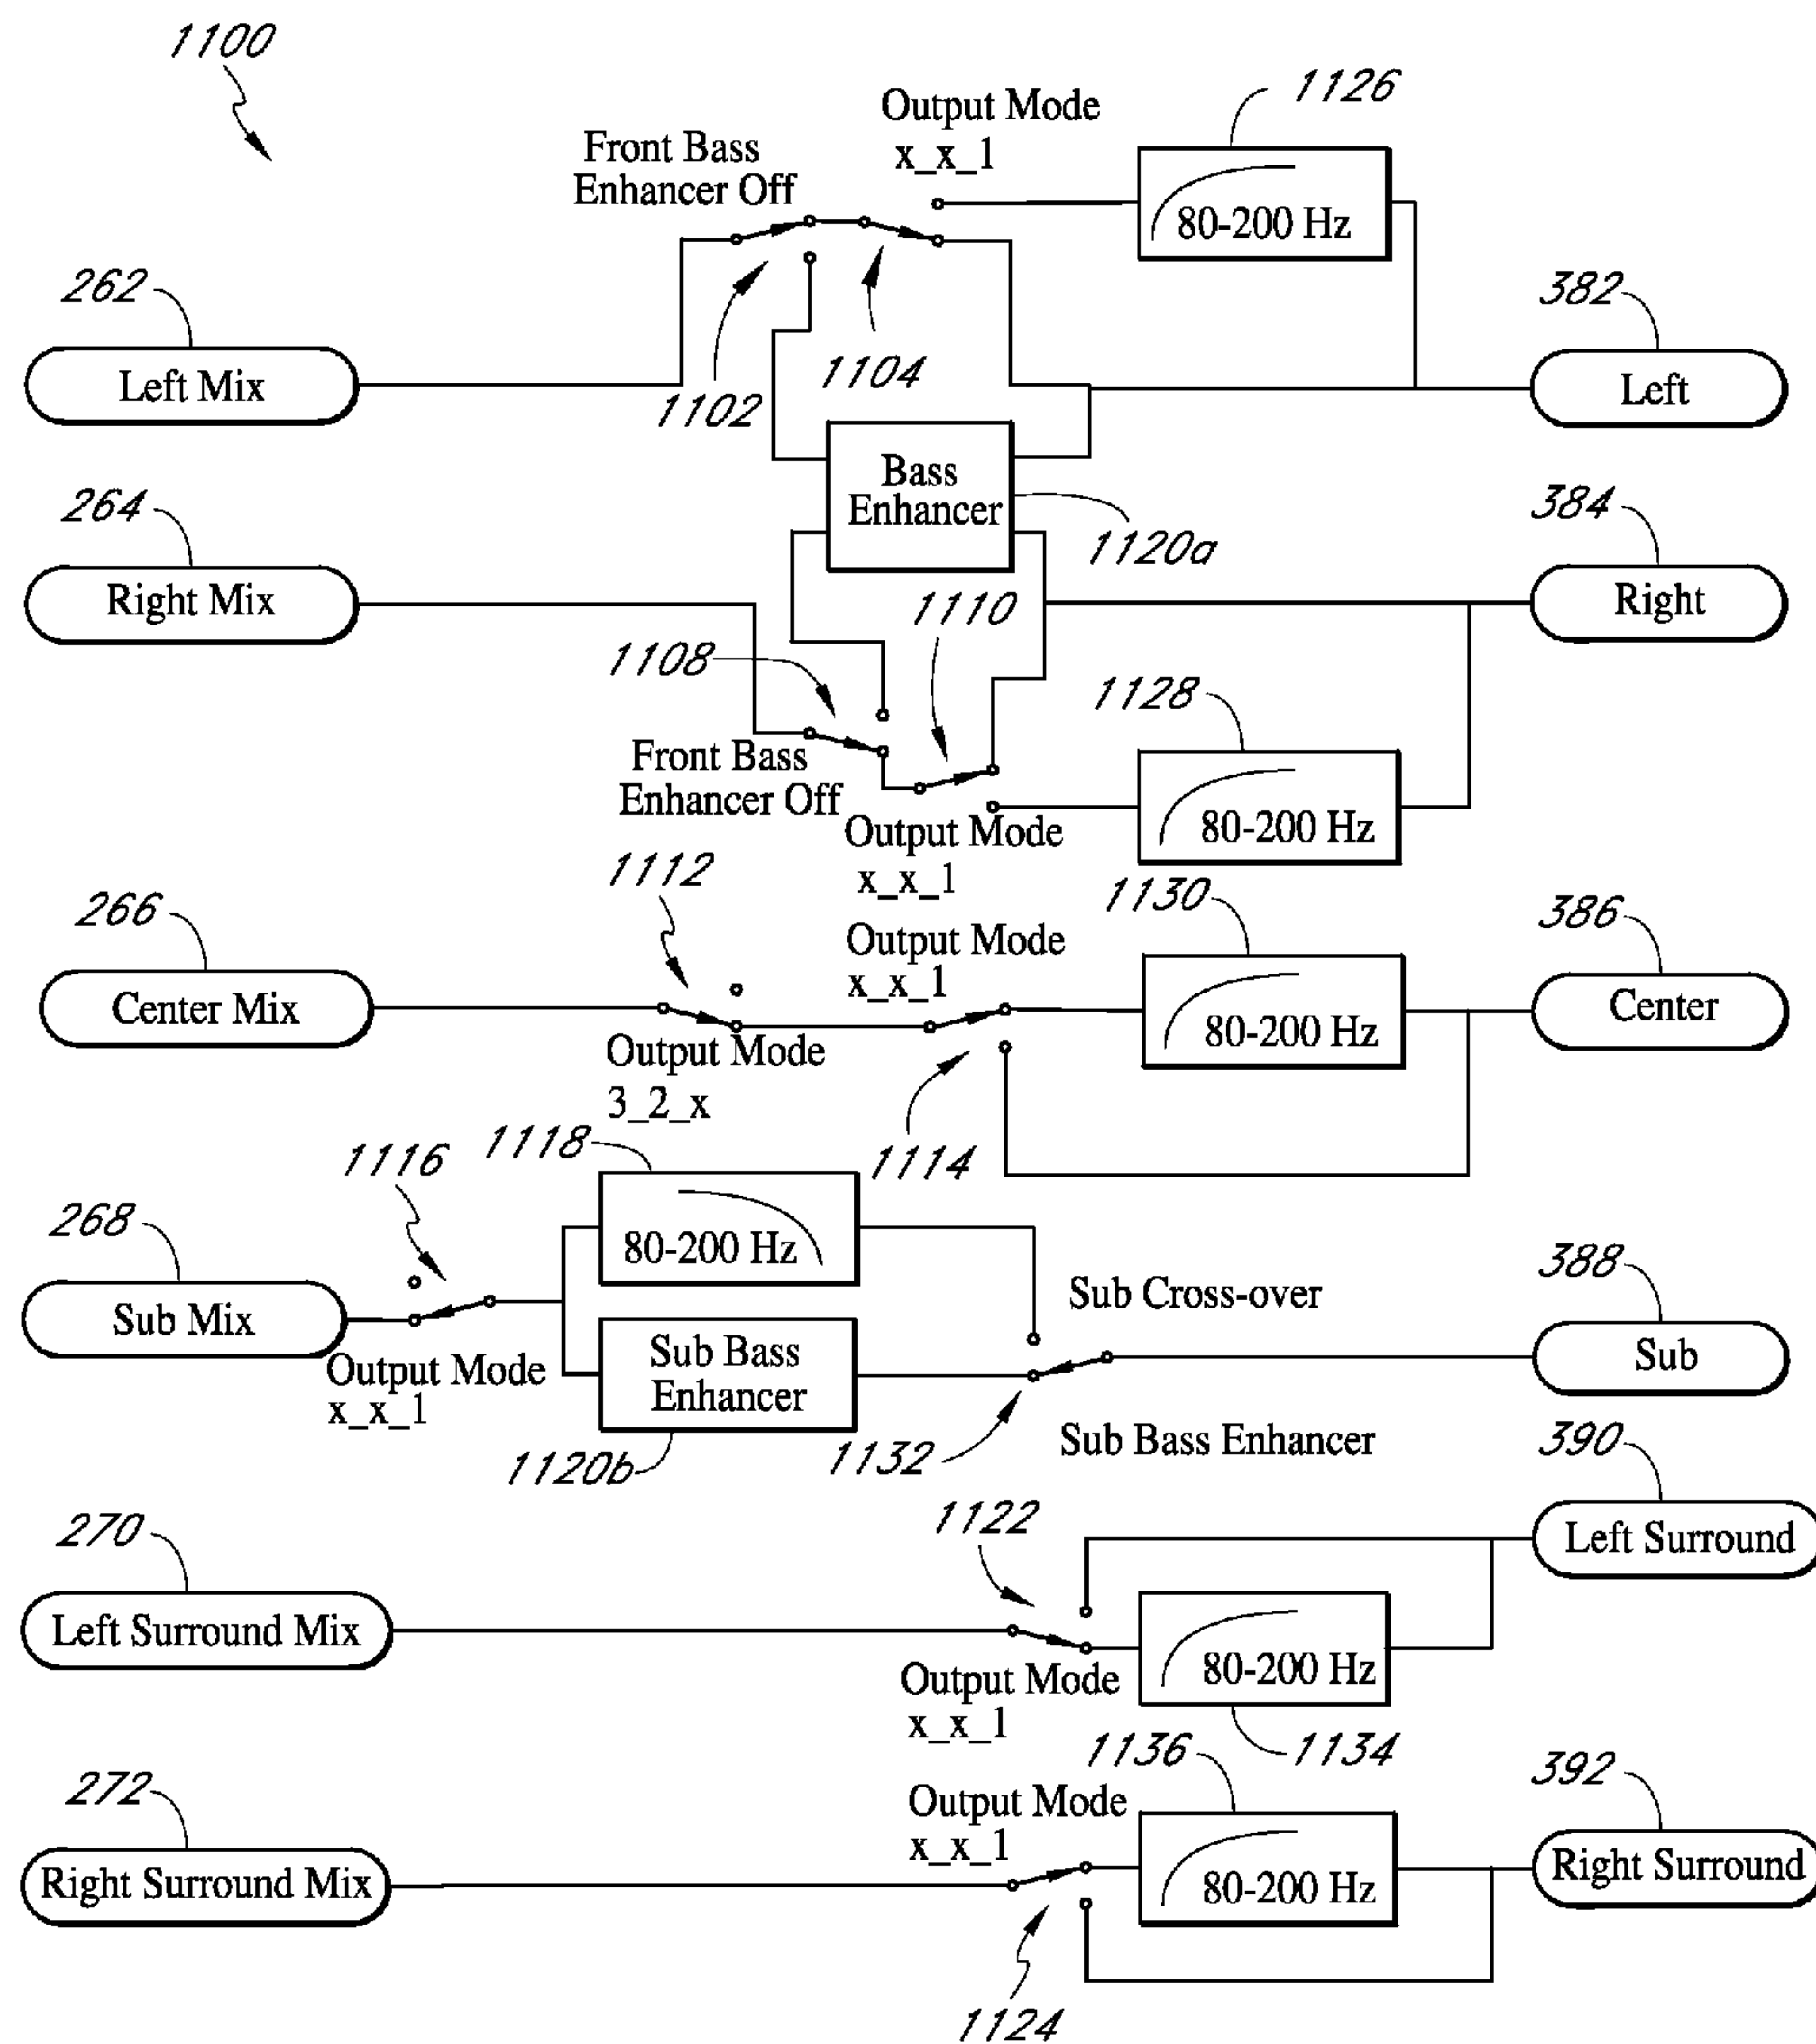 1100
Output Mode
x_x_1
1126
Front Bass
Enhancer Off
80-200 Hz
262
382
Left Mix
1102
1104
Left
264
Bass
Enhancer
1120a
384
Right Mix
1110
Right
1108
1128
Front Bass
Enhancer Off
80-200 Hz
Output Mode
x_x_1
1112
266
Output Mode
x_x_1
1130
386
Center Mix
80-200 Hz
Center
Output Mode
3_2_x
1114
1116
1118
268
80-200 Hz
388
Sub Mix
Sub Cross-over
Output Mode
x_x_1
Sub Bass
Enhancer
Sub
1120b
1132
Sub Bass Enhancer
390
270
1122
Left Surround
Left Surround Mix
80-200 Hz
Output Mode
x_x_1
1134
272
Output Mode
x_x_1
1136
392
Right Surround Mix
80-200 Hz
Right Surround
1124